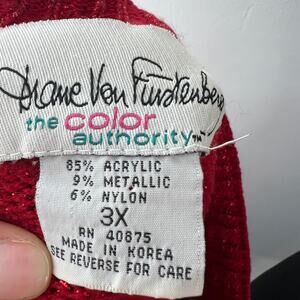 Diane Von Furstenberg
the color
authority™
85% ACRYLIC
9% METALLIC
6% NYLON
3X
RN 40875
MADE IN KOREA
SEE REVERSE FOR CARE